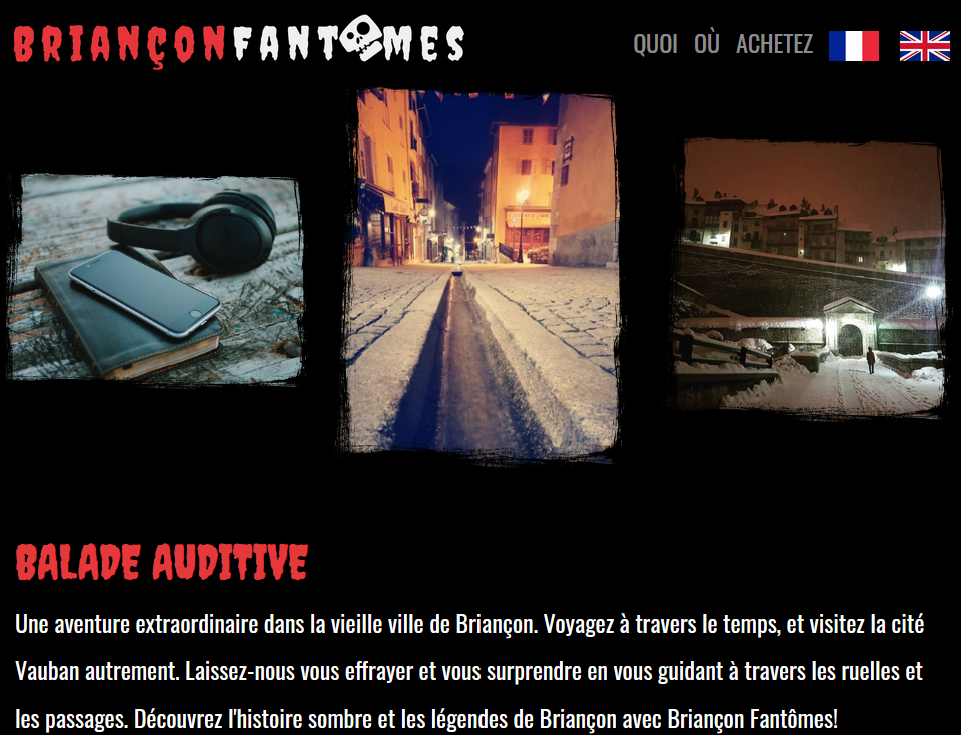 BRIANÇONFANTÔMES
QUOI OÙ ACHETEZ
BALADE AUDITIVE
Une aventure extraordinaire dans la vieille ville de Briançon. Voyagez à travers le temps, et visitez la cité
Vauban autrement. Laissez-nous vous effrayer et vous surprendre en vous guidant à travers les ruelles et
les passages. Découvrez l'histoire sombre et les légendes de Briançon avec Briançon Fantômes!